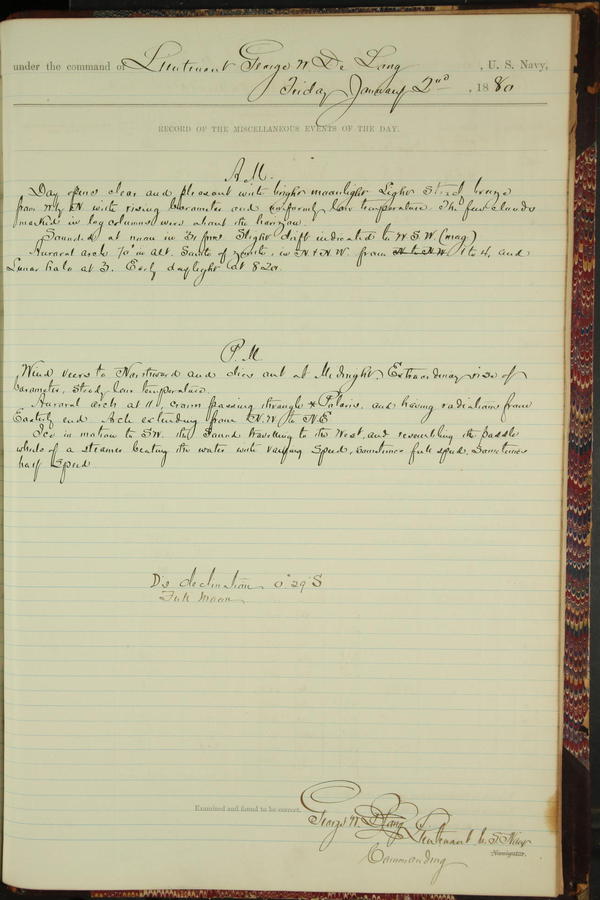 under the command of Lieutenant George W De Long, U. S. Navy,
Friday January 2nd, 1880
RECORD OF THE MISCELLANEOUS EVENTS OF THE DAY.
A.M.
Day opens clear and pleasant with bright moonlight. Light steady breeze
from with rising barometer and uniformly low temperature. The few clouds
marked in log columns were about the horizon.
Sounded at noon in 31 fms. Slight drift indicated to W S W (mag)
Auroral arch 70° in alt. South of zenith, in N + N W from N to N W 1 to 4, and
Lunar halo at 3. Early daylight at 8.20.
P.M.
Wind veers to Northward and dies out at Midnight. Extraordinary rise of
barometer, steady low temperature.
Auroral arch at 11, crown passing through * Polaris, and having radiations from
Easterly end. Arch extending from N.W. to N E
Ice in motion to SW. the Sound travelling to the West, and resembling the paddle
wheels of a steamer beating the water with varying Speed, sometimes full speed, Sometimes
half Speed
D's declination 0° 29' S
Full Moon
Examined and found to be correct.
George W. De Long Lieutenant U. S. Navy
Navigator.
Commanding